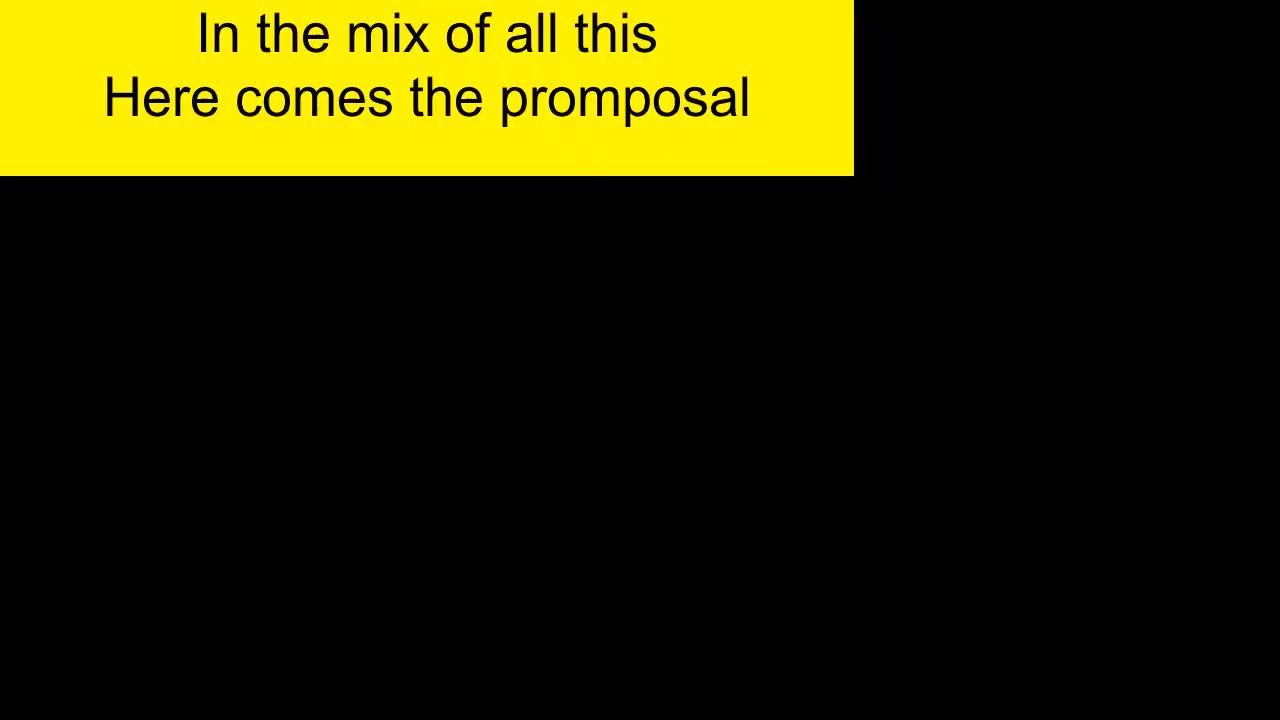 In the mix of all this
Here comes the promposal